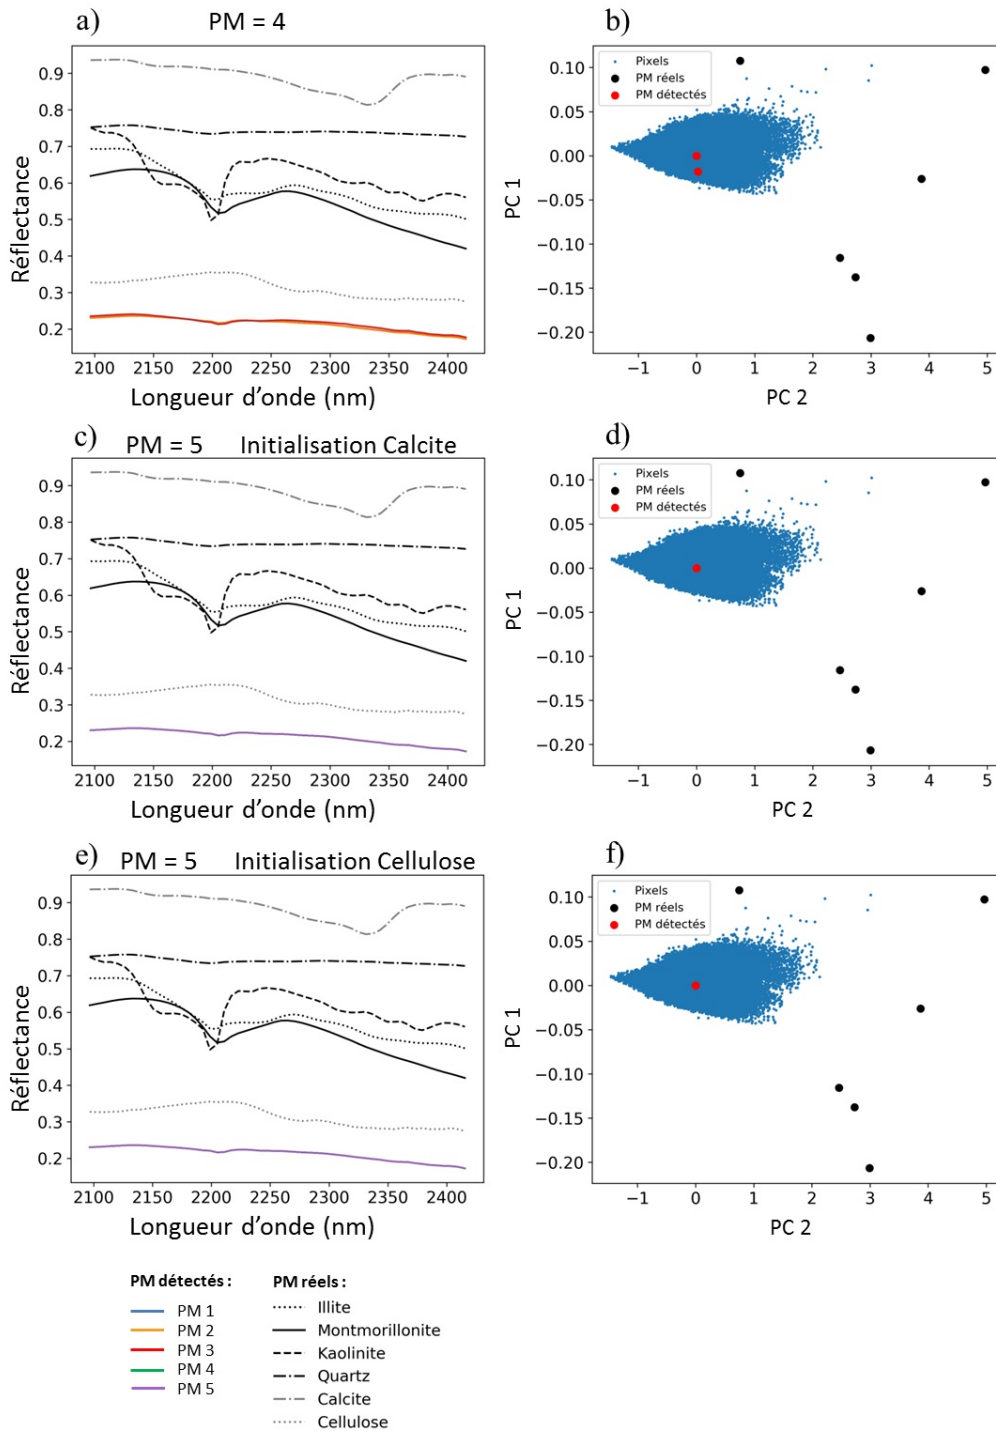 a) PM = 4
0.9
0.8
0.7
0.6
0.5
0.4
0.3
0.2
Réflectance
2100 2150 2200 2250 2300 2350 2400
Longueur d’onde (nm)
b)
Pixels
PM réels
PM détectés
0.10
0.05
0.00
−0.05
−0.10
−0.15
−0.20
PC 1
−1 0 1 2 3 4 5
PC 2
c) PM = 5 Initialisation Calcite
0.9
0.8
0.7
0.6
0.5
0.4
0.3
0.2
Réflectance
2100 2150 2200 2250 2300 2350 2400
Longueur d’onde (nm)
d)
Pixels
PM réels
PM détectés
0.10
0.05
0.00
−0.05
−0.10
−0.15
−0.20
PC 1
−1 0 1 2 3 4 5
PC 2
e) PM = 5 Initialisation Cellulose
0.9
0.8
0.7
0.6
0.5
0.4
0.3
0.2
Réflectance
2100 2150 2200 2250 2300 2350 2400
Longueur d’onde (nm)
f)
Pixels
PM réels
PM détectés
0.10
0.05
0.00
−0.05
−0.10
−0.15
−0.20
PC 1
−1 0 1 2 3 4 5
PC 2
PM détectés :
PM 1
PM 2
PM 3
PM 4
PM 5
PM réels :
Illite
Montmorillonite
Kaolinite
Quartz
Calcite
Cellulose